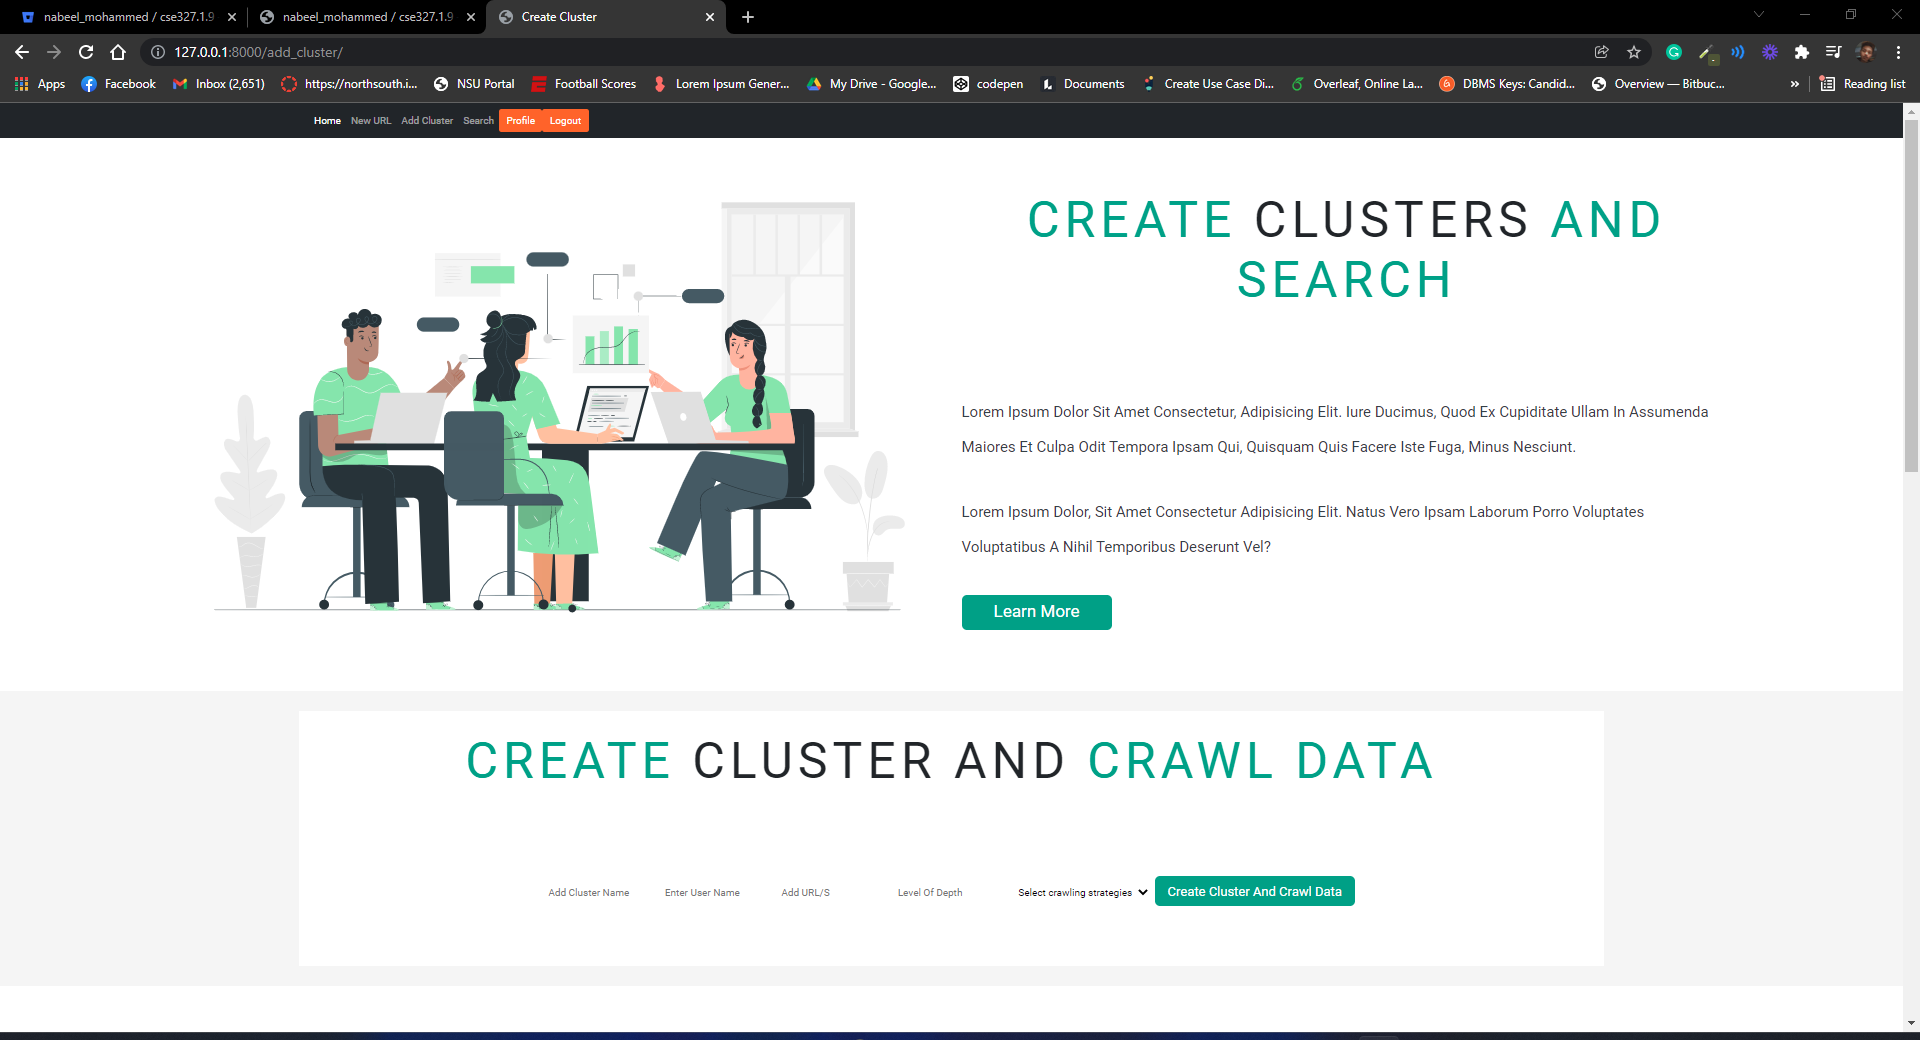 nabeel_mohammed / cse327.1.9
nabeel_mohammed / cse327.1.9
Create Cluster
127.0.0.1:8000/add_cluster/
Apps Facebook Inbox (2,651) https://northsouth.i... NSU Portal Football Scores Lorem Ipsum Gener... My Drive - Google... codepen Documents Create Use Case Di... Overleaf, Online La... DBMS Keys: Candid... Overview — Bitbuc... » Reading list
Home New URL Add Cluster Search Profile Logout
CREATE CLUSTERS AND
SEARCH
Lorem Ipsum Dolor Sit Amet Consectetur, Adipisicing Elit. Iure Ducimus, Quod Ex Cupiditate Ullam In Assumenda
Maiores Et Culpa Odit Tempora Ipsam Qui, Quisquam Quis Facere Iste Fuga, Minus Nesciunt.
Lorem Ipsum Dolor, Sit Amet Consectetur Adipisicing Elit. Natus Vero Ipsam Laborum Porro Voluptates
Voluptatibus A Nihil Temporibus Deserunt Vel?
Learn More
CREATE CLUSTER AND CRAWL DATA
Add Cluster Name Enter User Name Add URL/S Level Of Depth Select crawling strategies Create Cluster And Crawl Data